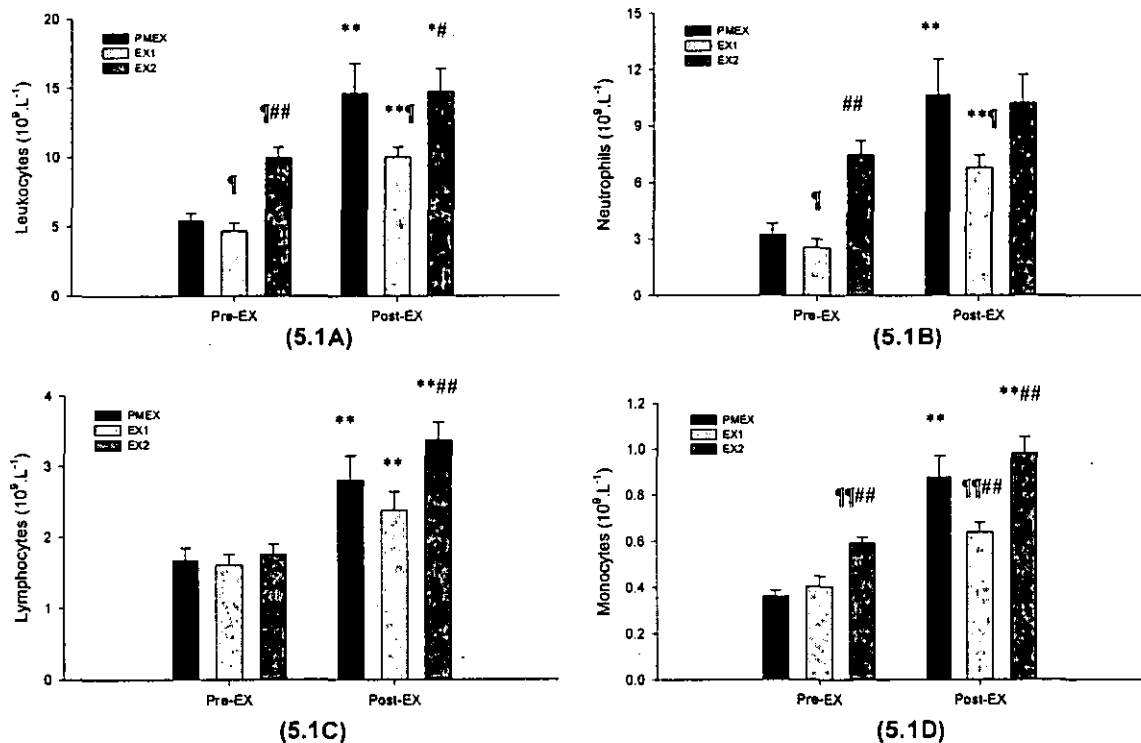 20
15
10
5
0
Leukocytes (10⁹.L⁻¹)
PMEX
EX1
EX2
¶
¶##
**
**¶
*#
Pre-EX
Post-EX
(5.1A)
15
12
9
6
3
0
Neutrophils (10⁹.L⁻¹)
PMEX
EX1
EX2
¶
##
**
**¶
Pre-EX
Post-EX
(5.1B)
4
3
2
1
0
Lymphocytes (10⁹.L⁻¹)
PMEX
EX1
EX2
**
**
**##
Pre-EX
Post-EX
(5.1C)
1.2
1.0
0.8
0.6
0.4
0.2
0.0
Monocytes (10⁹.L⁻¹)
PMEX
EX1
EX2
¶¶##
**
¶¶##
**##
Pre-EX
Post-EX
(5.1D)